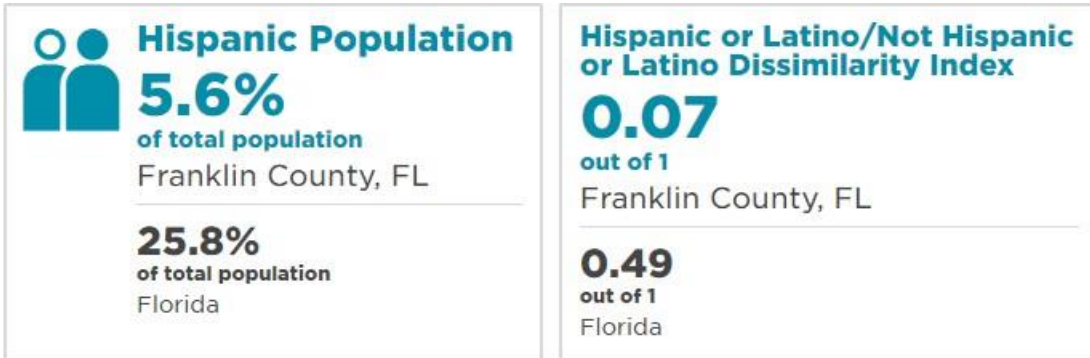 Hispanic Population
5.6%
of total population
Franklin County, FL
25.8%
of total population
Florida
Hispanic or Latino/Not Hispanic
or Latino Dissimilarity Index
0.07
out of 1
Franklin County, FL
0.49
out of 1
Florida